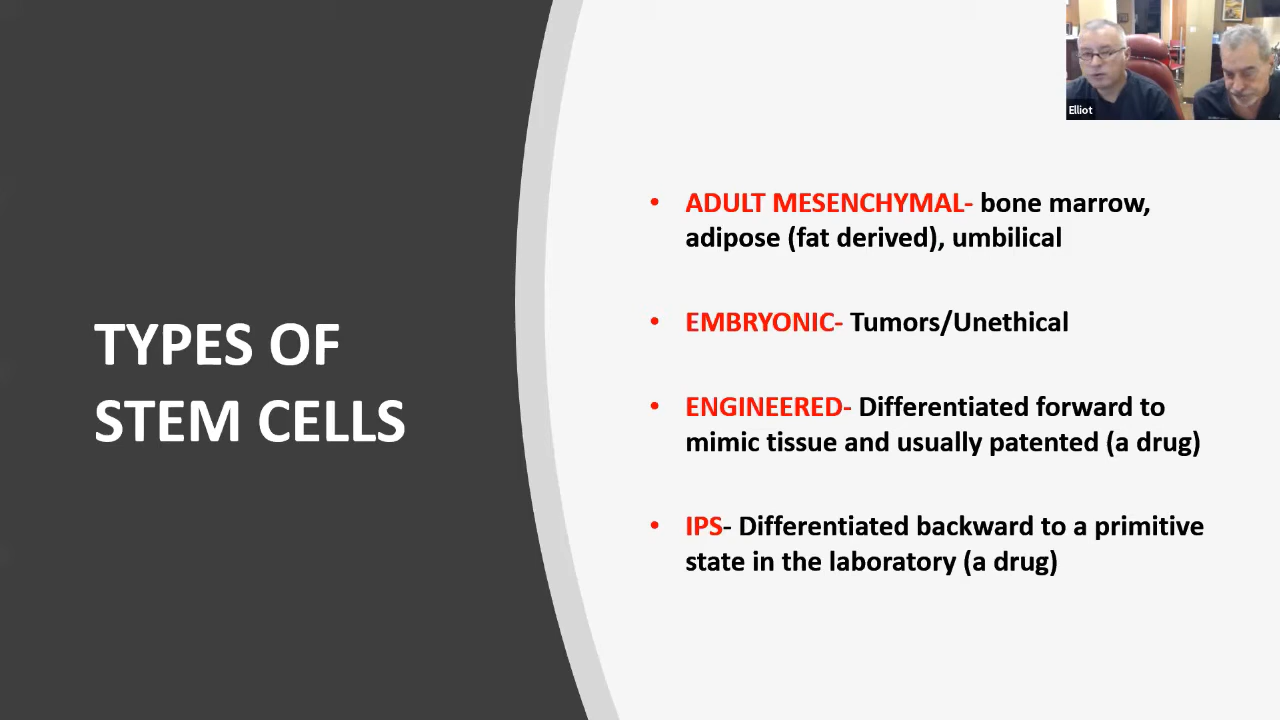 Elliot
TYPES OF
STEM CELLS
• ADULT MESENCHYMAL- bone marrow,
adipose (fat derived), umbilical
• EMBRYONIC- Tumors/Unethical
• ENGINEERED- Differentiated forward to
mimic tissue and usually patented (a drug)
• IPS- Differentiated backward to a primitive
state in the laboratory (a drug)